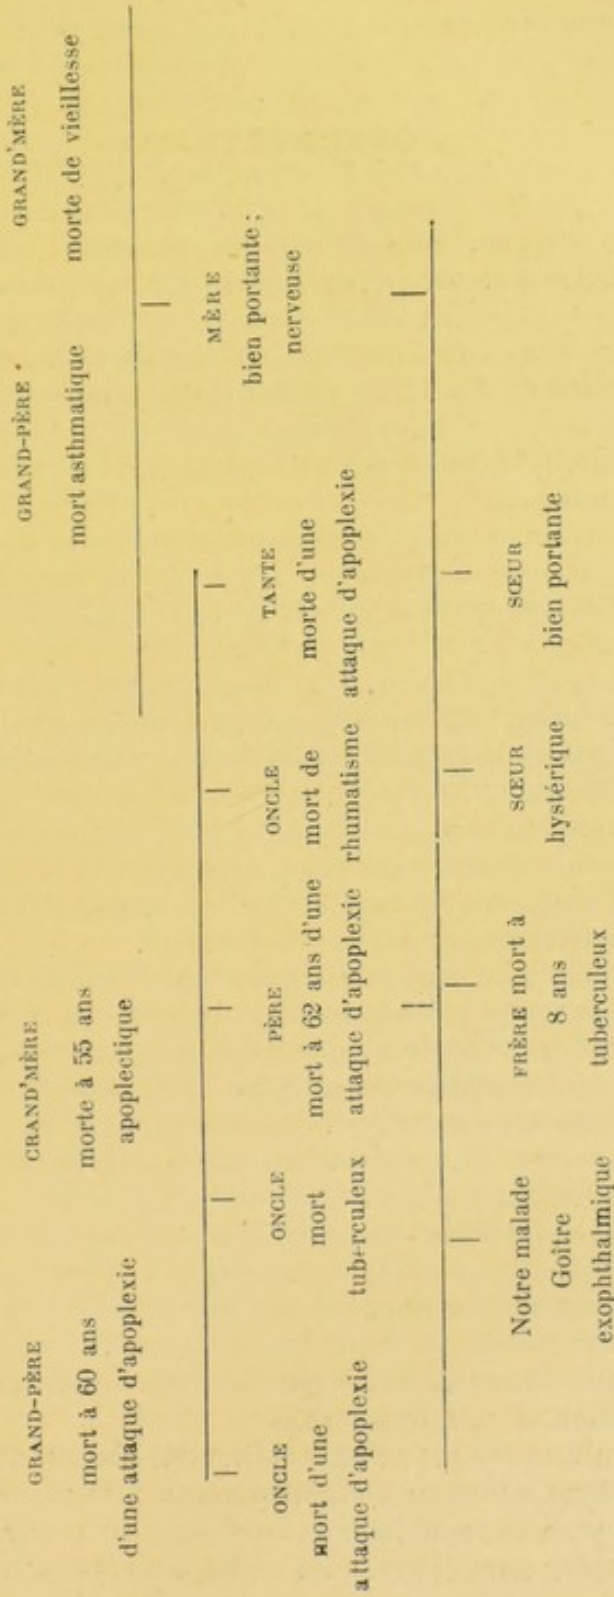 GRAND-PÈRE
mort à 60 ans
d'une attaque d'apoplexie
CRAND'MÈRE
morte à 55 ans
apoplectique
GRAND-PÈRE
mort asthmatique
GRAND'MÈRE
morte de vieillesse
ONCLE
mort d'une
attaque d'apoplexie
ONCLE
mort
tuberculeux
PÈRE
mort à 62 ans d'une
attaque d'apoplexie
ONCLE
mort de
rhumatisme
TANTE
morte d'une
attaque d'apoplexie
MÈRE
bien portante ;
nerveuse
Notre malade
Goître
exophthalmique
FRÈRE mort à
8 ans
tuberculeux
SŒUR
hystérique
SŒUR
bien portante